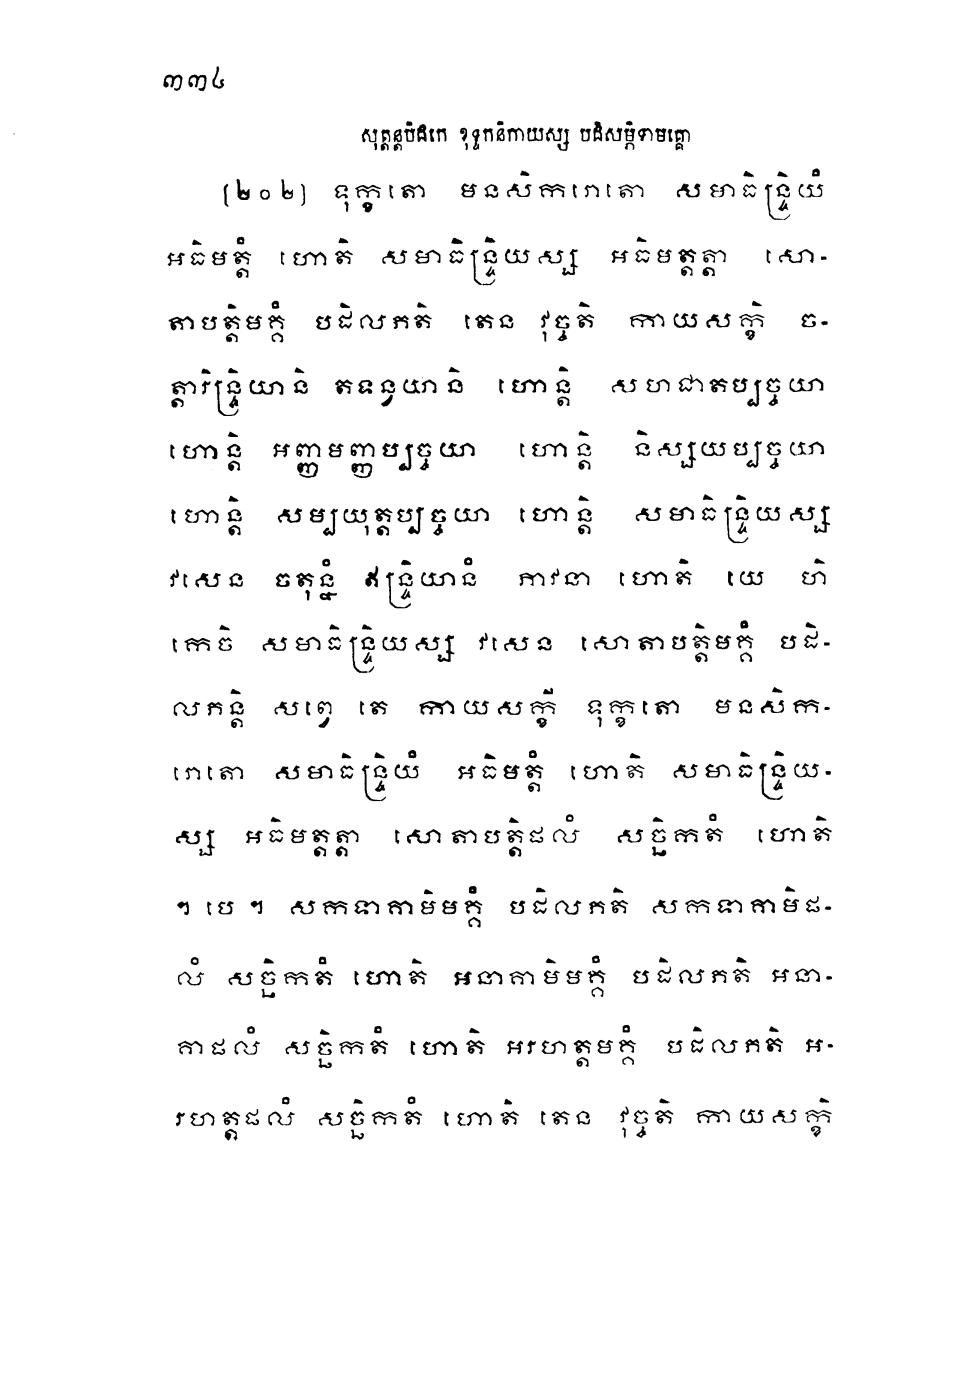 ៣៣៤
សុត្តន្តបិដកេ ខុទ្ទកនិកាយស្ស បដិសម្ភិទាមគ្គោ
(២០២) ទុក្ខតោ មនសិករោតោ សមាធិន្ទ្រិយំ
អធិមត្តំ ហោតិ សមាធិន្ទ្រិយស្ស អធិមត្តត្តា សោ-
តាបត្តិមគ្គំ បដិលភតិ តេន វុច្ចតិ កាយសក្ខិ ច-
ត្តារិន្ទ្រិយានិ តទន្វយានិ ហោន្តិ សហជាតប្បច្ចយា
ហោន្តិ អញ្ញមញ្ញប្បច្ចយា ហោន្តិ និស្សយប្បច្ចយា
ហោន្តិ សម្បយុត្តប្បច្ចយា ហោន្តិ សមាធិន្ទ្រិយស្ស
វសេន ចតុន្នំ ឥន្ទ្រិយានំ ភាវនា ហោតិ យេ ហិ
កេចិ សមាធិន្ទ្រិយស្ស វសេន សោតាបត្តិមគ្គំ បដិ-
លភន្តិ សព្វេ តេ កាយសក្ខី ទុក្ខតោ មនសិក-
រោតោ សមាធិន្ទ្រិយំ អធិមត្តំ ហោតិ សមាធិន្ទ្រិយ-
ស្ស អធិមត្តត្តា សោតាបត្តិផលំ សច្ឆិកតំ ហោតិ
ៗ បេ ៗ សកទាគាមិមគ្គំ បដិលភតិ សកទាគាមិផ-
លំ សច្ឆិកតំ ហោតិ អនាគាមិមគ្គំ បដិលភតិ អនា-
គាផលំ សច្ឆិកតំ ហោតិ អរហត្តមគ្គំ បដិលភតិ អ-
រហត្តផលំ សច្ឆិកតំ ហោតិ តេន វុច្ចតិ កាយសក្ខិ